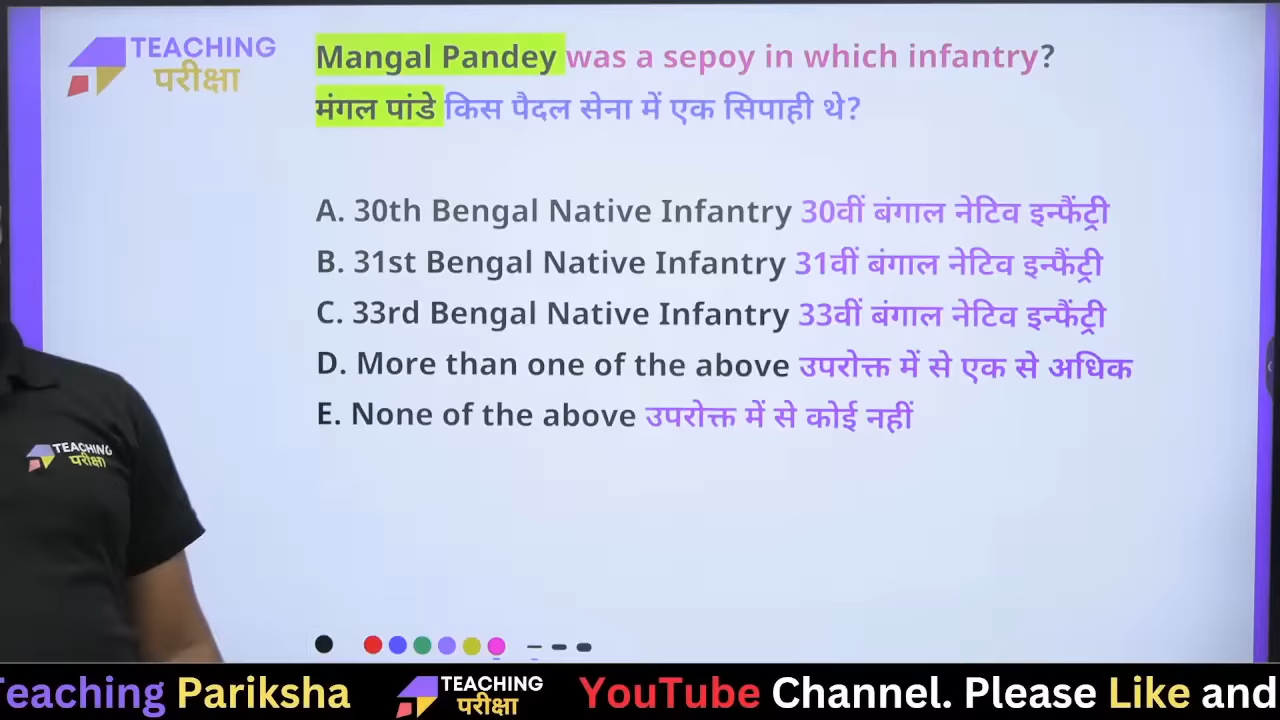 TEACHING
परीक्षा
Mangal Pandey was a sepoy in which infantry?
मंगल पांडे किस पैदल सेना में एक सिपाही थे?
A. 30th Bengal Native Infantry 30वीं बंगाल नेटिव इन्फैंट्री
B. 31st Bengal Native Infantry 31वीं बंगाल नेटिव इन्फैंट्री
C. 33rd Bengal Native Infantry 33वीं बंगाल नेटिव इन्फैंट्री
D. More than one of the above उपरोक्त में से एक से अधिक
E. None of the above उपरोक्त में से कोई नहीं
TEACHING
परीक्षा
Teaching Pariksha TEACHING परीक्षा YouTube Channel. Please Like and